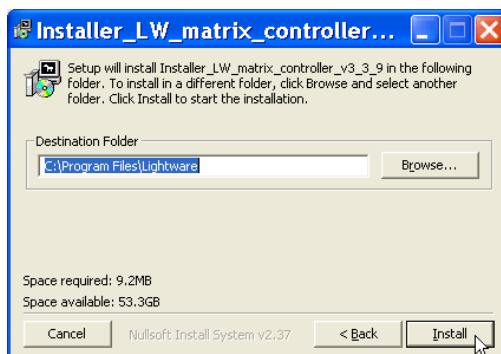 Installer_LW_matrix_controller...
Setup will install Installer_LW_matrix_controller_v3_3_9 in the following
folder. To install in a different folder, click Browse and select another
folder. Click Install to start the installation.
Destination Folder
C:\Program Files\Lightware
Browse...
Space required: 9.2MB
Space available: 53.3GB
Cancel
Nullsoft Install System v2.37
< Back
Install